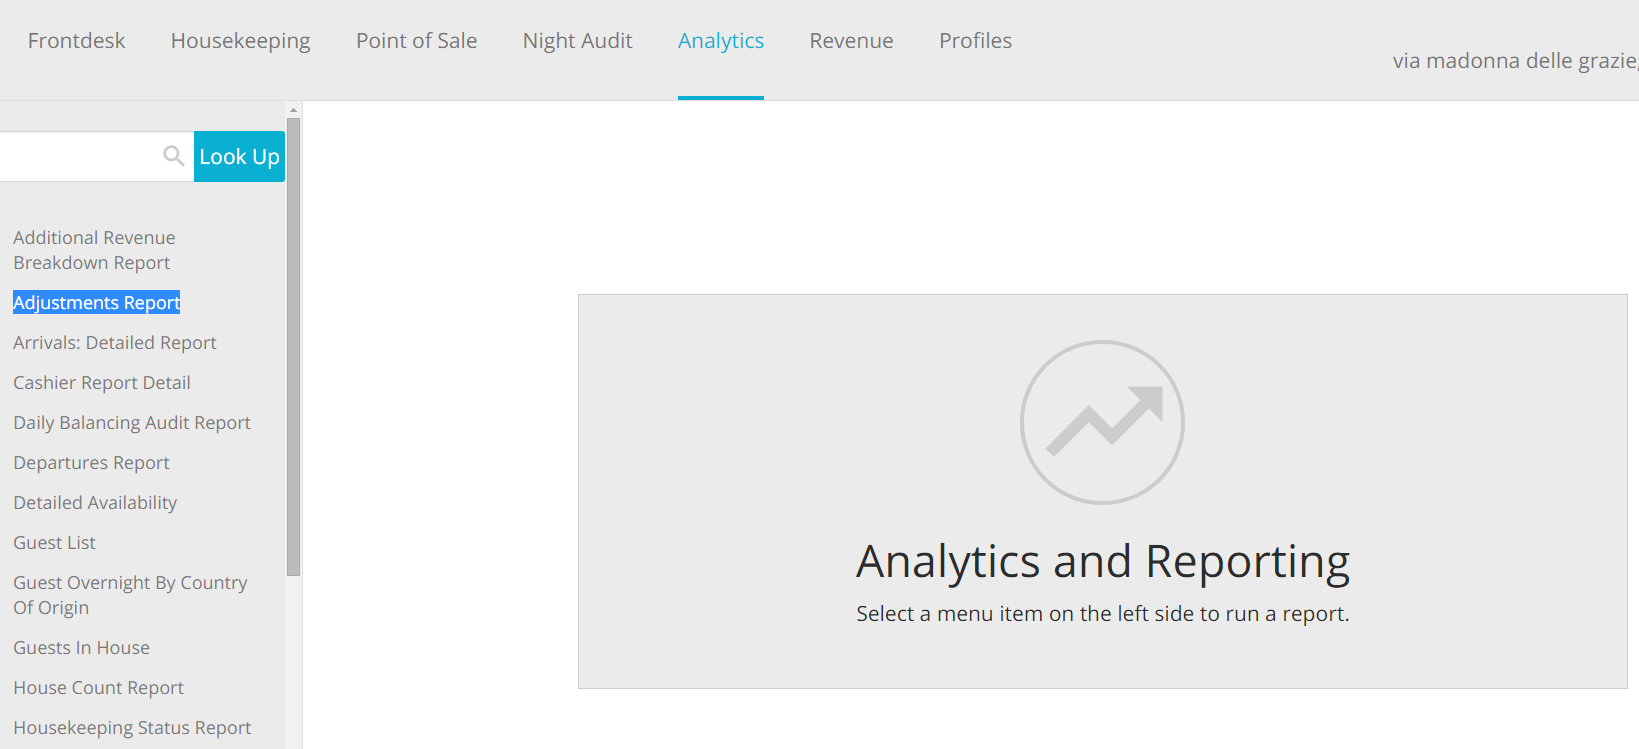 Frontdesk Housekeeping Point of Sale Night Audit Analytics Revenue Profiles
via madonna delle grazie,
Look Up
Additional Revenue
Breakdown Report
Adjustments Report
Arrivals: Detailed Report
Cashier Report Detail
Daily Balancing Audit Report
Departures Report
Detailed Availability
Guest List
Guest Overnight By Country
Of Origin
Guests In House
House Count Report
Housekeeping Status Report
Analytics and Reporting
Select a menu item on the left side to run a report.